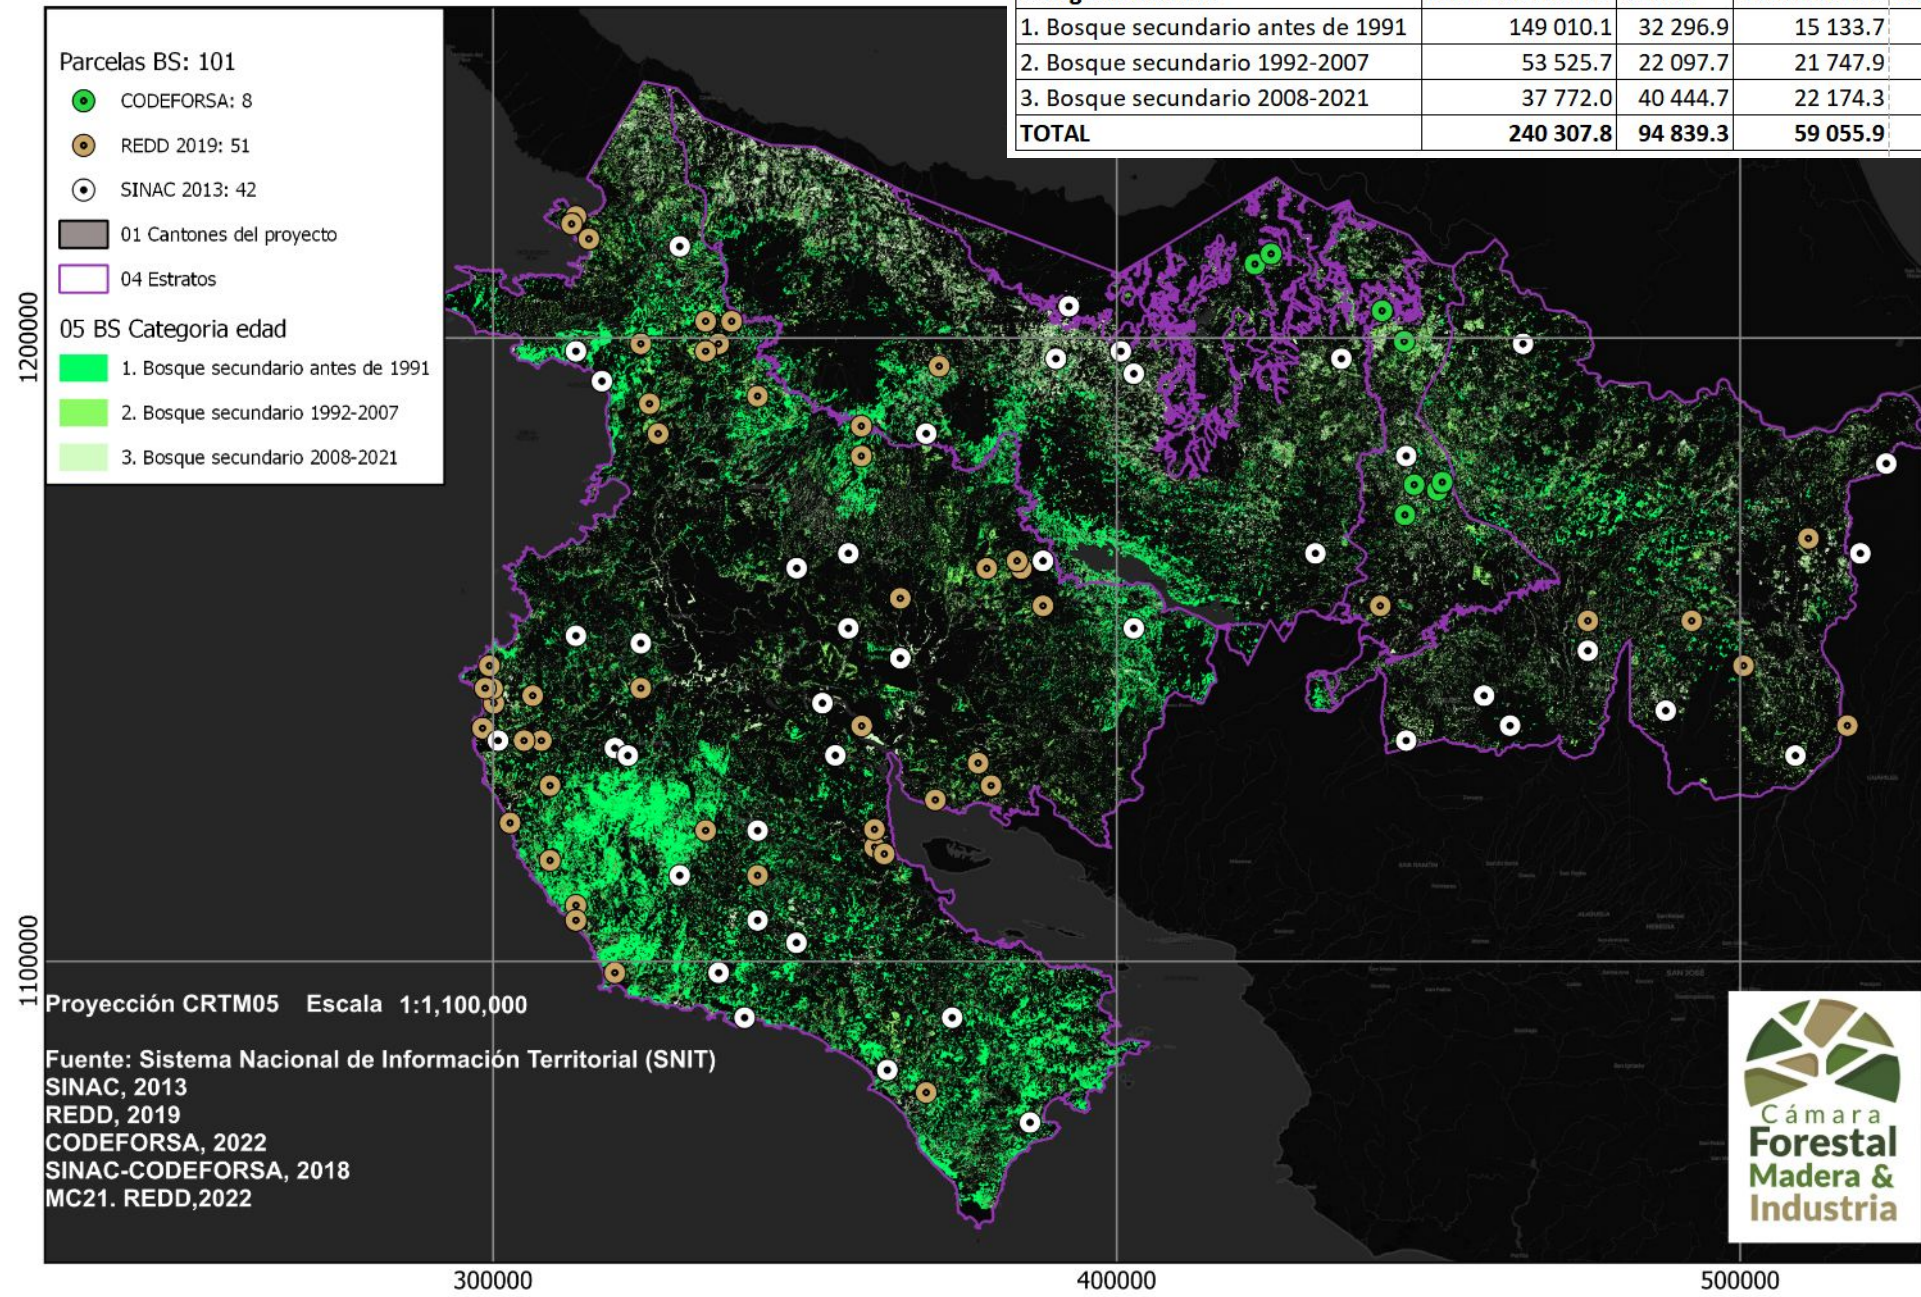 Parcelas BS: 101
CODEFORSA: 8
REDD 2019: 51
SINAC 2013: 42
01 Cantones del proyecto
04 Estratos
05 BS Categoria edad
1. Bosque secundario antes de 1991
2. Bosque secundario 1992-2007
3. Bosque secundario 2008-2021
1. Bosque secundario antes de 1991 149 010.1 32 296.9 15 133.7
2. Bosque secundario 1992-2007 53 525.7 22 097.7 21 747.9
3. Bosque secundario 2008-2021 37 772.0 40 444.7 22 174.3
TOTAL 240 307.8 94 839.3 59 055.9
1200000
1100000
Proyección CRTM05 Escala 1:1,100,000
Fuente: Sistema Nacional de Información Territorial (SNIT)
SINAC, 2013
REDD, 2019
CODEFORSA, 2022
SINAC-CODEFORSA, 2018
MC21. REDD,2022
SAN JOSÉ
HEREDIA
ALAJUELA
Cámara
Forestal
Madera &
Industria
300000
400000
500000